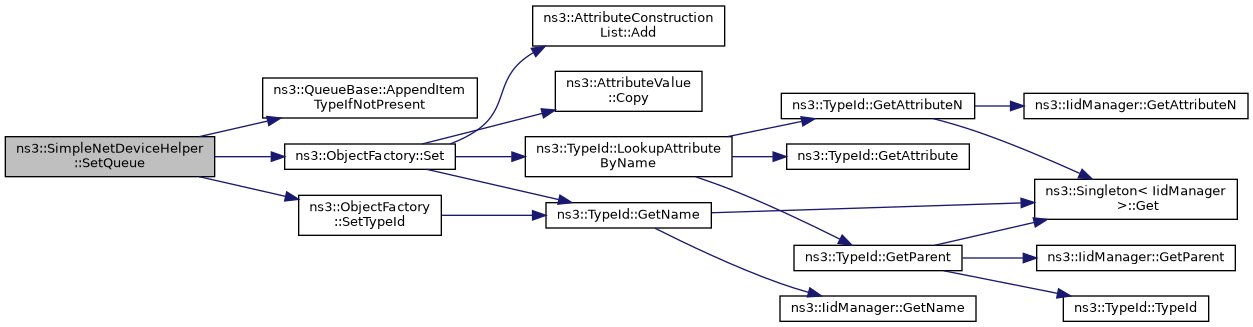 ns3::SimpleNetDeviceHelper
::SetQueue
ns3::QueueBase::AppendItem
TypeIfNotPresent
ns3::ObjectFactory::Set
ns3::ObjectFactory
::SetTypeId
ns3::AttributeConstruction
List::Add
ns3::AttributeValue
::Copy
ns3::TypeId::LookupAttribute
ByName
ns3::TypeId::GetName
ns3::TypeId::GetAttributeN
ns3::TypeId::GetAttribute
ns3::TypeId::GetParent
ns3::IidManager::GetName
ns3::IidManager::GetAttributeN
ns3::Singleton< IidManager
>::Get
ns3::IidManager::GetParent
ns3::TypeId::TypeId